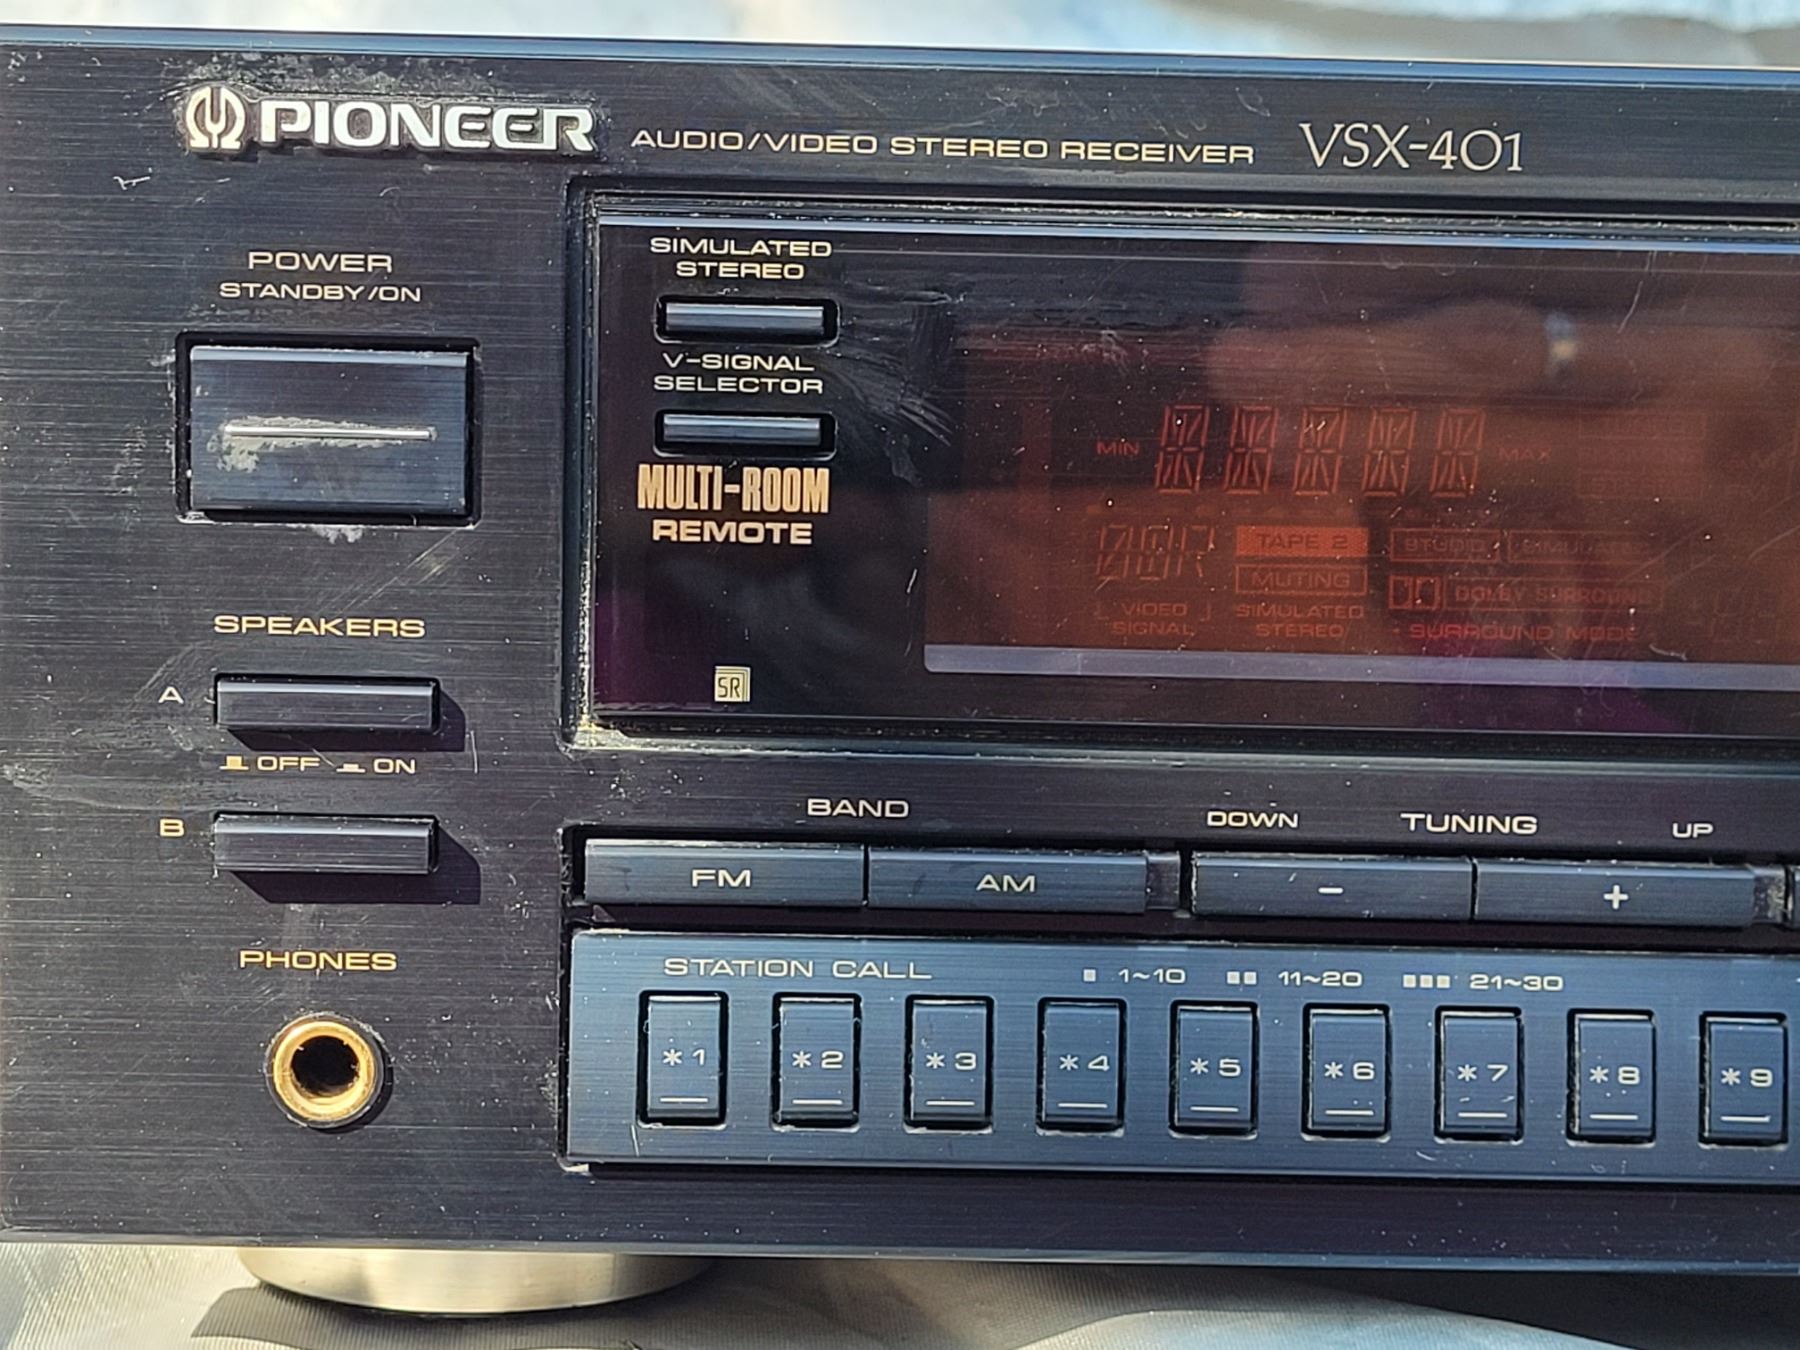 PIONEER AUDIO/VIDEO STEREO RECEIVER VSX-401
POWER
STANDBY/ON
SIMULATED
STEREO
V-SIGNAL
SELECTOR
MULTI-ROOM
REMOTE
SR
MIN MAX
TAPE 2
MUTING
VIDEO
SIGNAL
SIMULATED
STEREO
STUDIO SIMULATED
DOLBY SURROUND
SURROUND MODE
SPEAKERS
A
OFF ON
B
PHONES
BAND
FM AM
DOWN TUNING UP
- +
STATION CALL 1~10 11~20 21~30
*1 *2 *3 *4 *5 *6 *7 *8 *9